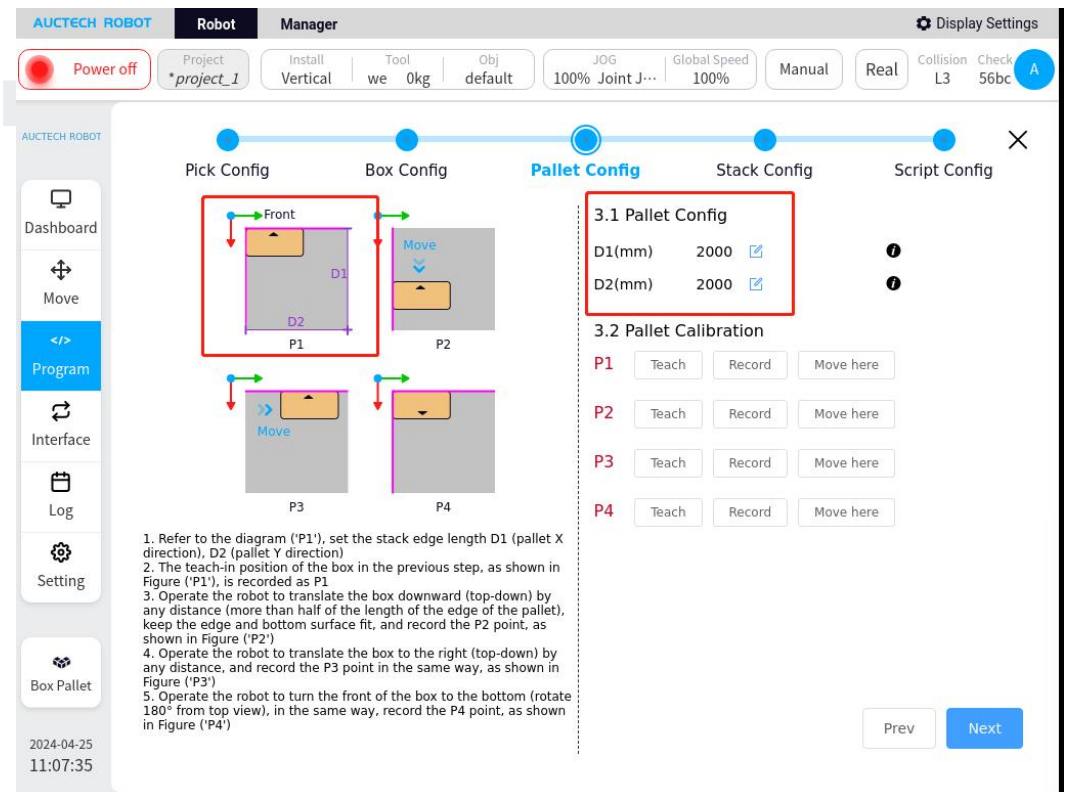 AUCTECH ROBOT Robot Manager Display Settings
Power off
Project
*project_1
Install
Vertical
Tool
we 0kg
Obj
default
JOG
100% Joint J···
Global Speed
100%
Manual
Real
Collision
L3
Check
56bc
A
AUCTECH ROBOT
Dashboard
Move
</>
Program
Interface
Log
Setting
Box Pallet
2024-04-25
11:07:35
Pick Config Box Config Pallet Config Stack Config Script Config
Front
D1
D2
P1
Move
P2
Move
P3
P4
1. Refer to the diagram ('P1'), set the stack edge length D1 (pallet X
direction), D2 (pallet Y direction)
2. The teach-in position of the box in the previous step, as shown in
Figure ('P1'), is recorded as P1
3. Operate the robot to translate the box downward (top-down) by
any distance (more than half of the length of the edge of the pallet),
keep the edge and bottom surface fit, and record the P2 point, as
shown in Figure ('P2')
4. Operate the robot to translate the box to the right (top-down) by
any distance, and record the P3 point in the same way, as shown in
Figure ('P3')
5. Operate the robot to turn the front of the box to the bottom (rotate
180° from top view), in the same way, record the P4 point, as shown
in Figure ('P4')
3.1 Pallet Config
D1(mm) 2000
D2(mm) 2000
3.2 Pallet Calibration
P1 Teach Record Move here
P2 Teach Record Move here
P3 Teach Record Move here
P4 Teach Record Move here
Prev Next